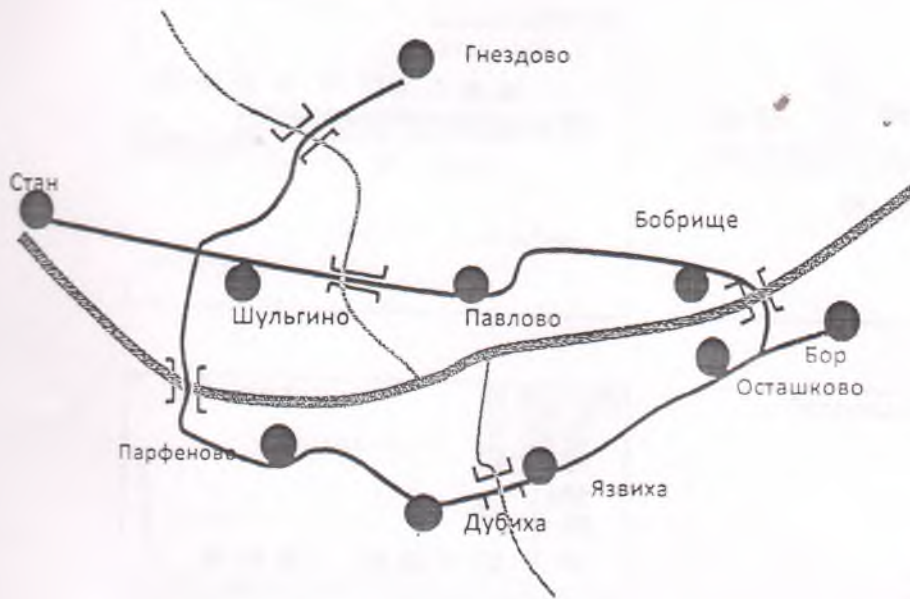 Гнездово
Стан
Бобрище
Шульгино
Павлово
Бор
Осташково
Парфеново
Язвиха
Дубиха